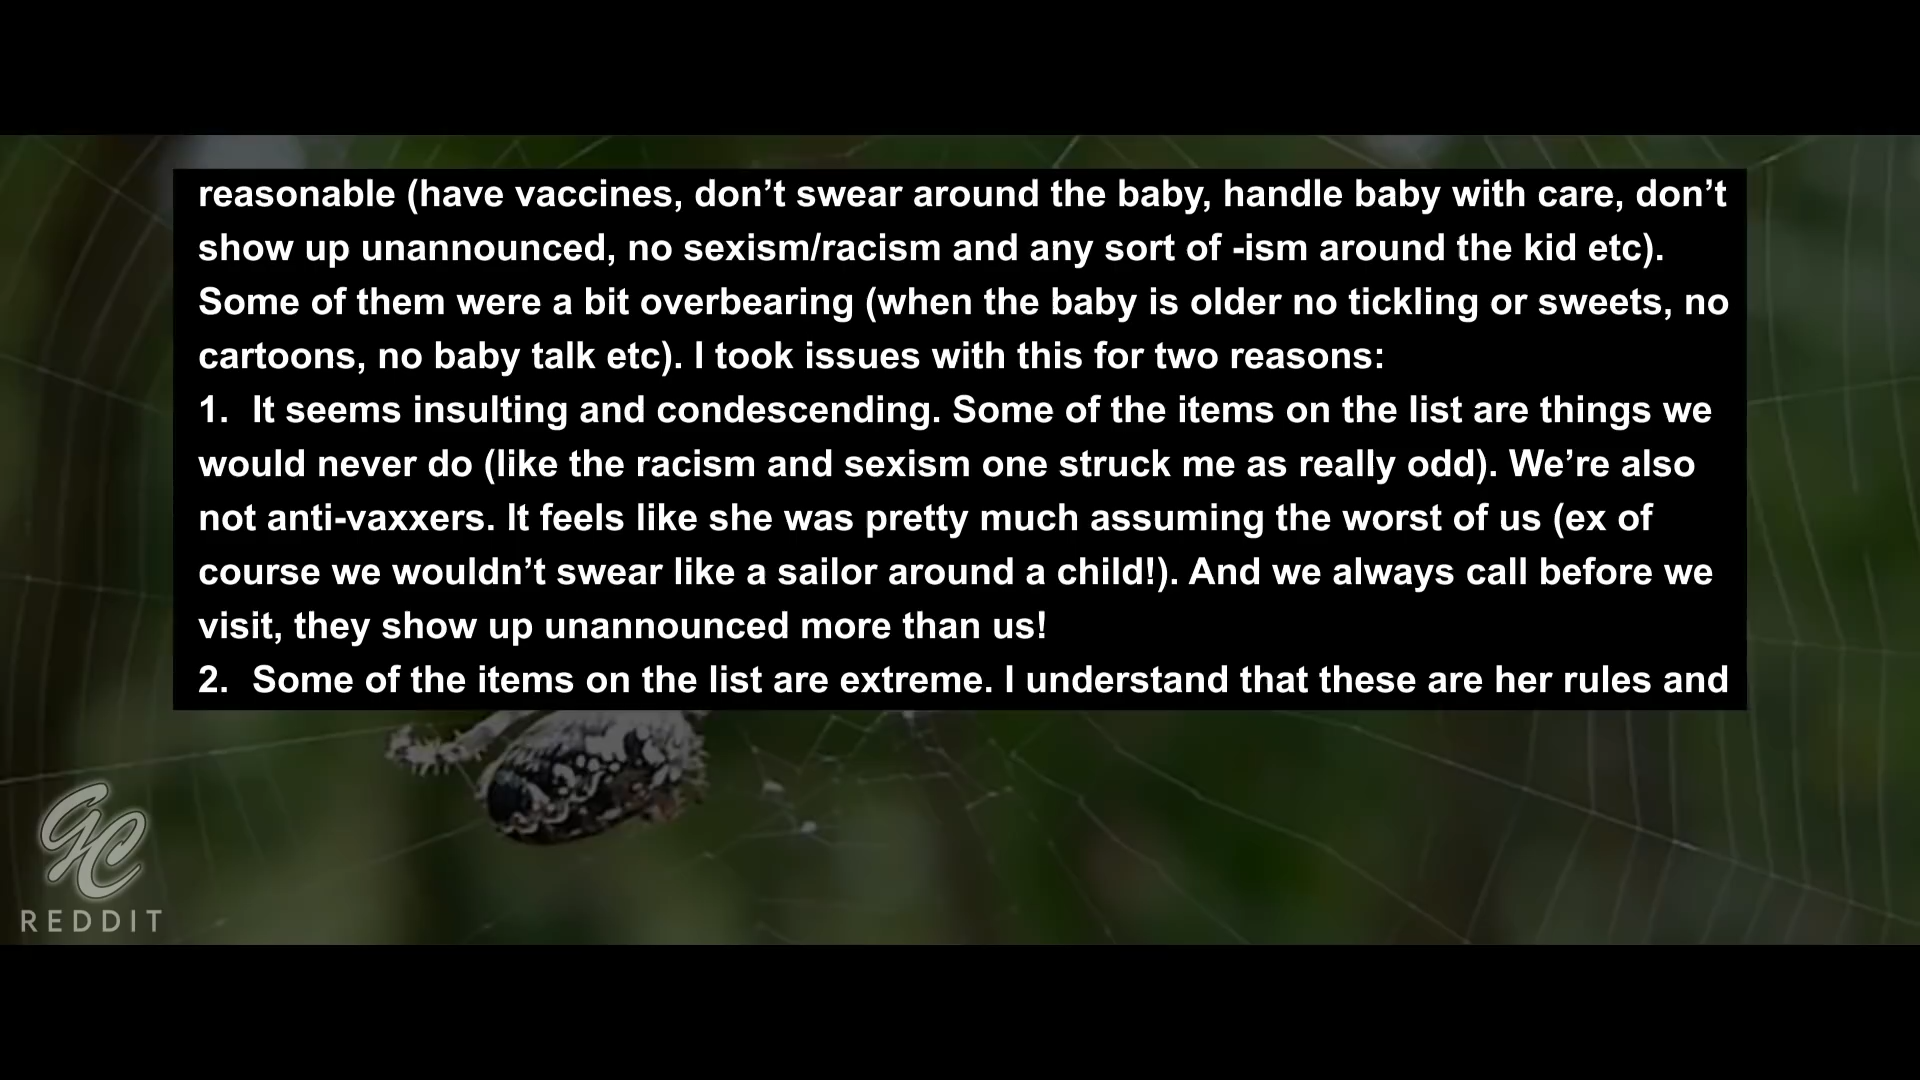 reasonable (have vaccines, don’t swear around the baby, handle baby with care, don’t
show up unannounced, no sexism/racism and any sort of -ism around the kid etc).
Some of them were a bit overbearing (when the baby is older no tickling or sweets, no
cartoons, no baby talk etc). I took issues with this for two reasons:
1. It seems insulting and condescending. Some of the items on the list are things we
would never do (like the racism and sexism one struck me as really odd). We’re also
not anti-vaxxers. It feels like she was pretty much assuming the worst of us (ex of
course we wouldn’t swear like a sailor around a child!). And we always call before we
visit, they show up unannounced more than us!
2. Some of the items on the list are extreme. I understand that these are her rules and
GC
REDDIT